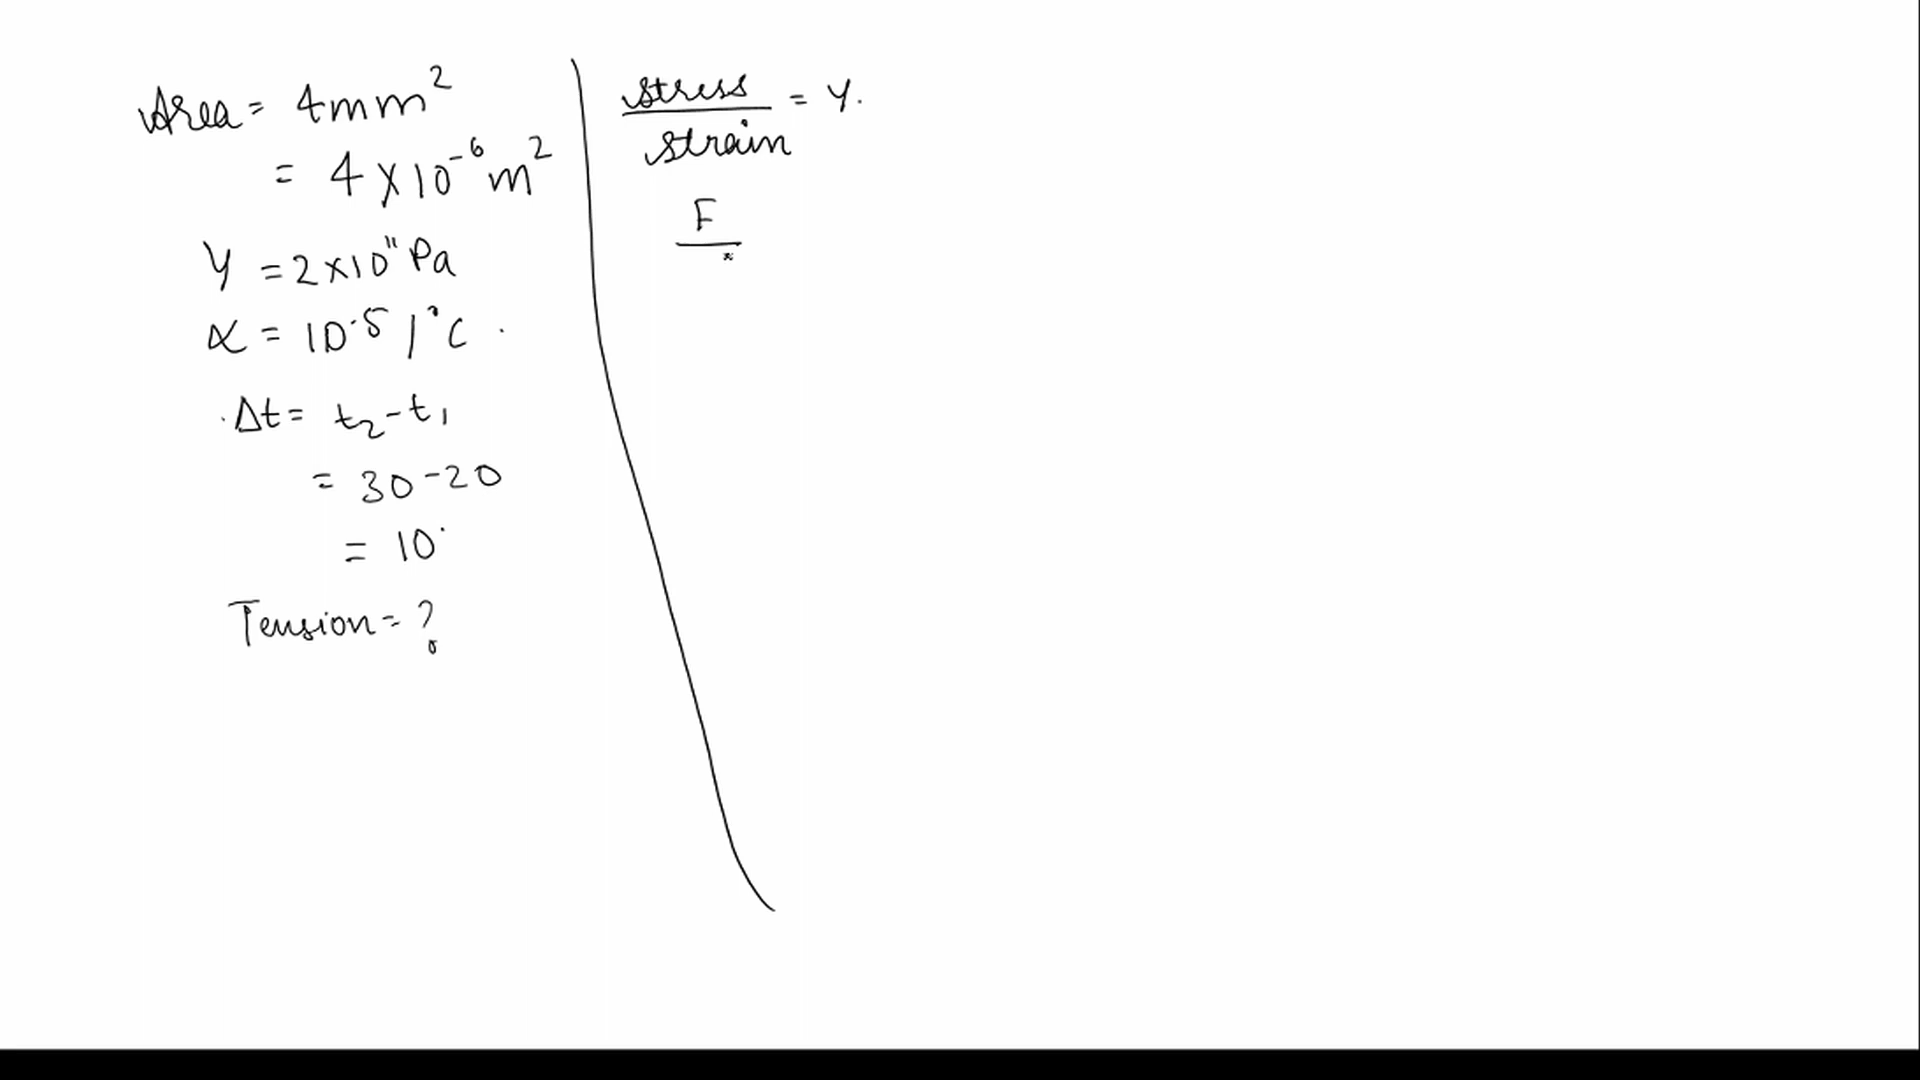 Area = 4mm²
= 4 × 10⁻⁶ m²
Y = 2×10¹¹ Pa
α = 10⁻⁵ /°C .
Δt = t₂ - t₁
= 30 - 20
= 10°
Tension = ?
stress
strain
= Y.
F